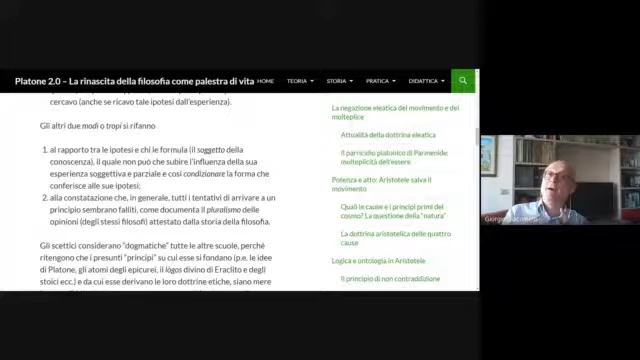 Platone 2.0 – La rinascita della filosofia come palestra di vita
HOME TEORIA STORIA PRATICA DIDATTICA
cercavo (anche se ricavo tale ipotesi dall'esperienza).
Gli altri due modi o tropi si rifanno
1. al rapporto tra le ipotesi e chi le formula (il soggetto della
conoscenza), il quale non può che subire l'influenza della sua
esperienza soggettiva e parziale e così condizionare la forma che
conferisce alle sue ipotesi;
2. alla constatazione che, in generale, tutti i tentativi di arrivare a un
principio sembrano falliti, come documenta il pluralismo delle
opinioni (degli stessi filosofi) attestato dalla storia della filosofia.
Gli scettici considerano "dogmatiche" tutte le altre scuole, perché
ritengono che i presunti "principi" su cui esse si fondano (p.e. le idee
di Platone, gli atomi degli epicurei, il lógos divino di Eraclito e degli
stoici ecc.) e da cui esse derivano le loro dottrine etiche, siano mere
La negazione eleatica del movimento e del
molteplice
Attualità della dottrina eleatica
Il parricidio platonico di Parmenide:
molteplicità dell'essere
Potenza e atto: Aristotele salva il
movimento
Quali le cause e i principi primi del
cosmo? La questione della "natura"
La dottrina aristotelica delle quattro
cause
Logica e ontologia in Aristotele
Il principio di non contraddizione